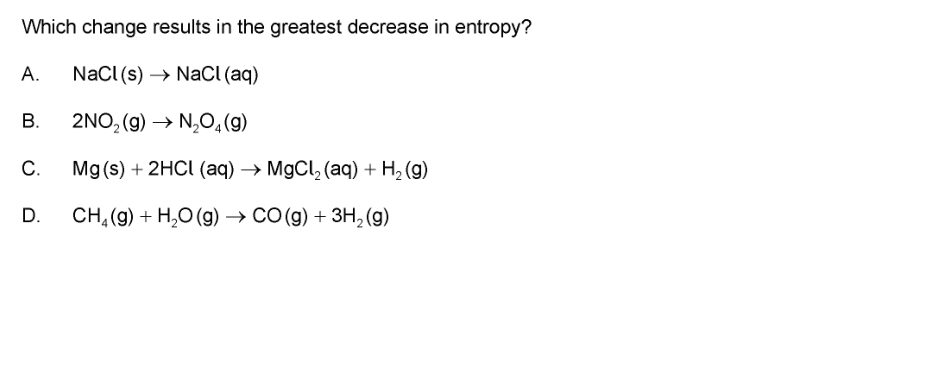 Which change results in the greatest decrease in entropy?
A. NaCl (s) → NaCl (aq)
B. 2NO₂ (g) → N₂O₄ (g)
C. Mg (s) + 2HCl (aq) → MgCl₂ (aq) + H₂ (g)
D. CH₄ (g) + H₂O (g) → CO (g) + 3H₂ (g)